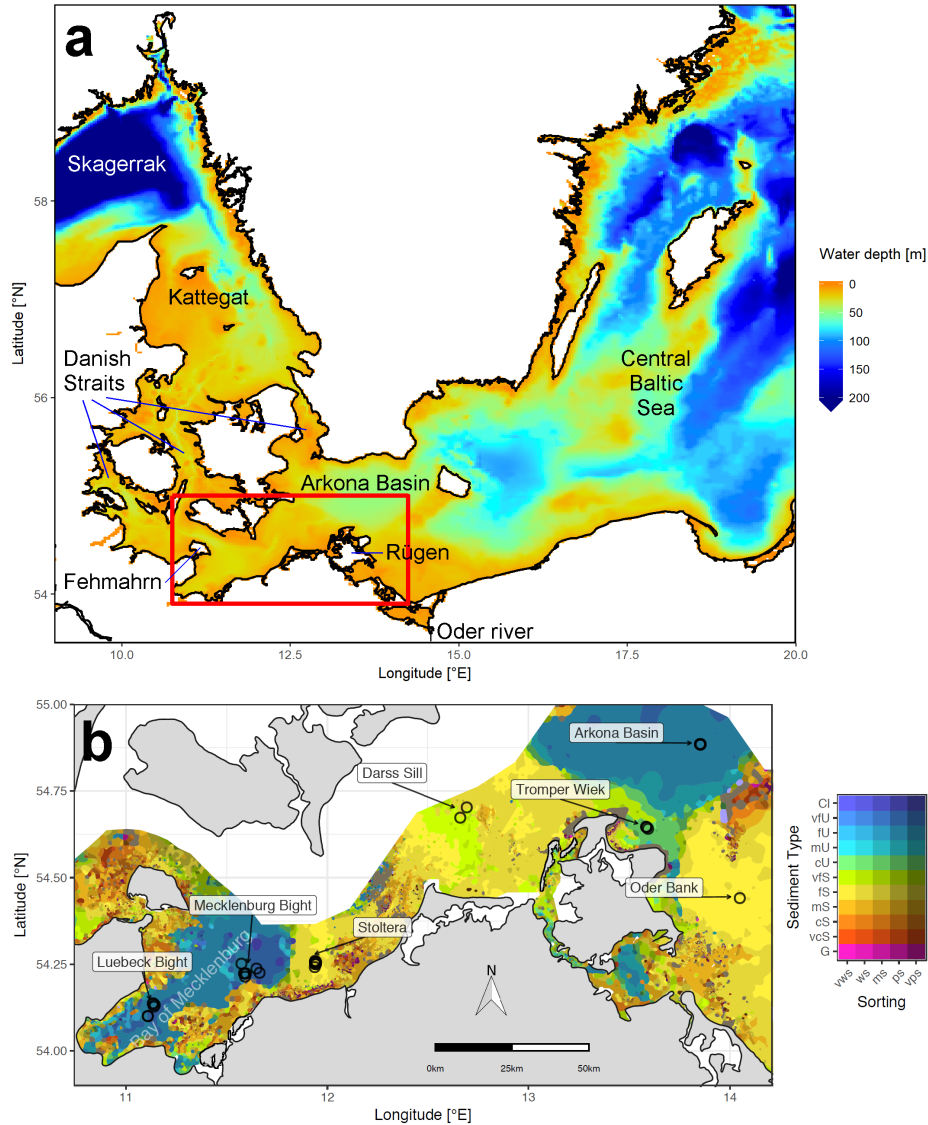 a
Skagerrak
58
Water depth [m]
0
50
100
150
200
Kattegat
Latitude [°N]
Danish
Straits
Central
Baltic
Sea
56
Arkona Basin
Rügen
Fehmahrn
54
Oder river
10.0
12.5
15.0
17.5
20.0
Longitude [°E]
55.00
b
Arkona Basin
Darss Sill
54.75
Tromper Wiek
Latitude [°N]
54.50
Mecklenburg Bight
Oder Bank
Stoltera
Luebeck Bight
54.25
Bay of Mecklenburg
N
54.00
0km
25km
50km
11
12
13
14
Longitude [°E]
Sediment Type
Cl
vfU
fU
mU
cU
vfS
fS
mS
cS
vcS
G
vws
ws
ms
ps
vps
Sorting